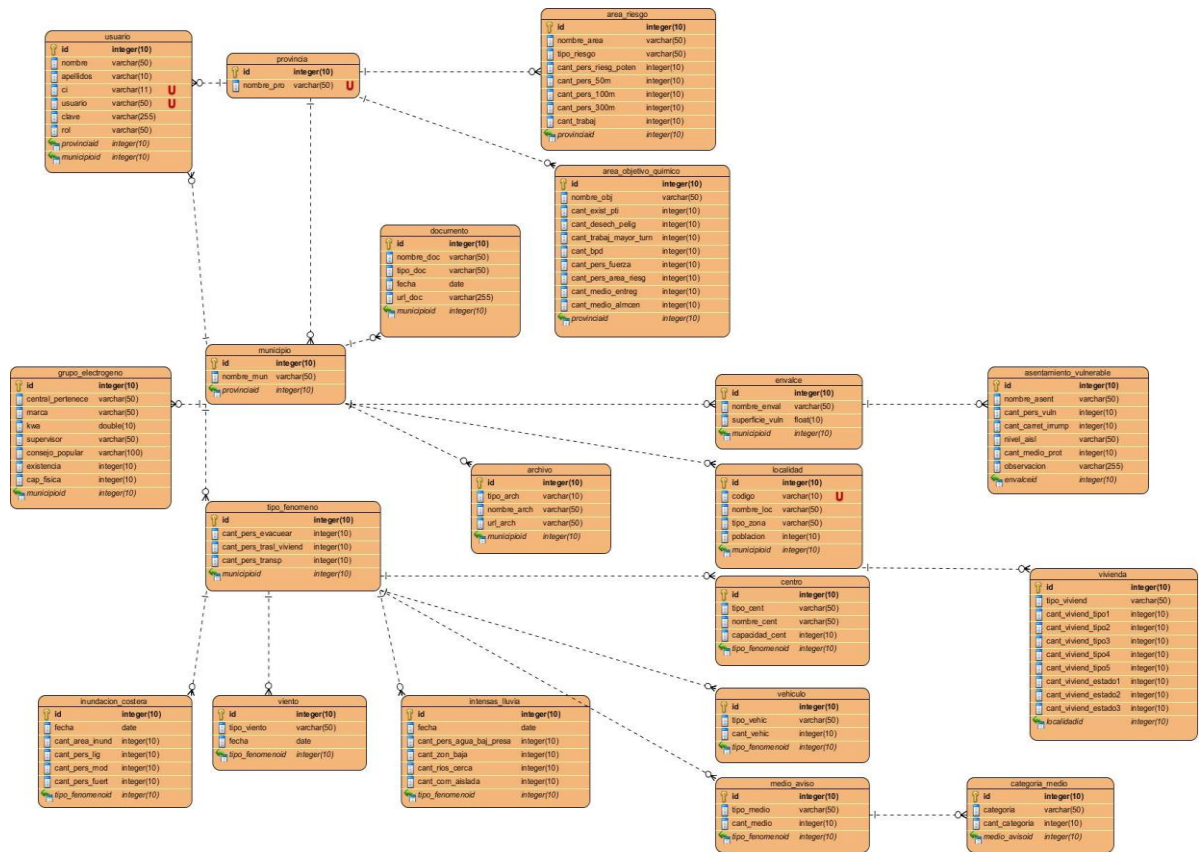 usuario
id integer(10)
nombre varchar(50)
apellidos varchar(10)
ci varchar(11) U
usuario varchar(50) U
clave varchar(255)
rol varchar(50)
provinciaid integer(10)
municipioid integer(10)
provincia
id integer(10)
nombre_pro varchar(50) U
area_riesgo
id integer(10)
nombre_area varchar(50)
tipo_riesgo varchar(50)
cant_pers_riesg_poten integer(10)
cant_pers_50m integer(10)
cant_pers_100m integer(10)
cant_pers_300m integer(10)
cant_trabaj integer(10)
provinciaid integer(10)
area_objetivo_quimico
id integer(10)
nombre_obj varchar(50)
cant_exist_pti integer(10)
cant_desech_pelig integer(10)
cant_trabaj_mayor_turn integer(10)
cant_bpd integer(10)
cant_pers_fuerza integer(10)
cant_pers_area_riesg integer(10)
cant_medio_entreg integer(10)
cant_medio_almcen integer(10)
provinciaid integer(10)
documento
id integer(10)
nombre_doc varchar(50)
tipo_doc varchar(50)
fecha date
url_doc varchar(255)
municipioid integer(10)
municipio
id integer(10)
nombre_mun varchar(50)
provinciaid integer(10)
grupo_electrogeno
id integer(10)
central_pertenece varchar(50)
marca varchar(50)
kwa double(10)
supervisor varchar(50)
consejo_popular varchar(100)
existencia integer(10)
cap_fisica integer(10)
municipioid integer(10)
envalce
id integer(10)
nombre_enval varchar(50)
superficie_vuln float(10)
municipioid integer(10)
asentamiento_vulnerable
id integer(10)
nombre_asent varchar(50)
cant_pers_vuln integer(10)
cant_carret_irrump integer(10)
nivel_aisl varchar(50)
cant_medio_prot integer(10)
observacion varchar(255)
envalceid integer(10)
archivo
id integer(10)
tipo_arch varchar(10)
nombre_arch varchar(50)
url_arch varchar(50)
municipioid integer(10)
localidad
id integer(10)
codigo varchar(10) U
nombre_loc varchar(50)
tipo_zona varchar(50)
poblacion integer(10)
municipioid integer(10)
tipo_fenomeno
id integer(10)
cant_pers_evacuear integer(10)
cant_pers_trasl_viviend integer(10)
cant_pers_transp integer(10)
municipioid integer(10)
centro
id integer(10)
tipo_cent varchar(50)
nombre_cent varchar(50)
capacidad_cent integer(10)
tipo_fenomenoid integer(10)
vivienda
id integer(10)
tipo_viviend varchar(50)
cant_viviend_tipo1 integer(10)
cant_viviend_tipo2 integer(10)
cant_viviend_tipo3 integer(10)
cant_viviend_tipo4 integer(10)
cant_viviend_tipo5 integer(10)
cant_viviend_estado1 integer(10)
cant_viviend_estado2 integer(10)
cant_viviend_estado3 integer(10)
localidadid integer(10)
inundacion_costera
id integer(10)
fecha date
cant_area_inund integer(10)
cant_pers_lig integer(10)
cant_pers_mod integer(10)
cant_pers_fuert integer(10)
tipo_fenomenoid integer(10)
viento
id integer(10)
tipo_viento varchar(50)
fecha date
tipo_fenomenoid integer(10)
intensas_lluvia
id integer(10)
fecha date
cant_pers_agua_baj_presa integer(10)
cant_zon_baja integer(10)
cant_rios_cerca integer(10)
cant_com_aislada integer(10)
tipo_fenomenoid integer(10)
vehiculo
id integer(10)
tipo_vehic varchar(50)
cant_vehic integer(10)
tipo_fenomenoid integer(10)
medio_aviso
id integer(10)
tipo_medio varchar(50)
cant_medio integer(10)
tipo_fenomenoid integer(10)
categoria_medio
id integer(10)
categoria varchar(50)
cant_categoria integer(10)
medio_avisoid integer(10)